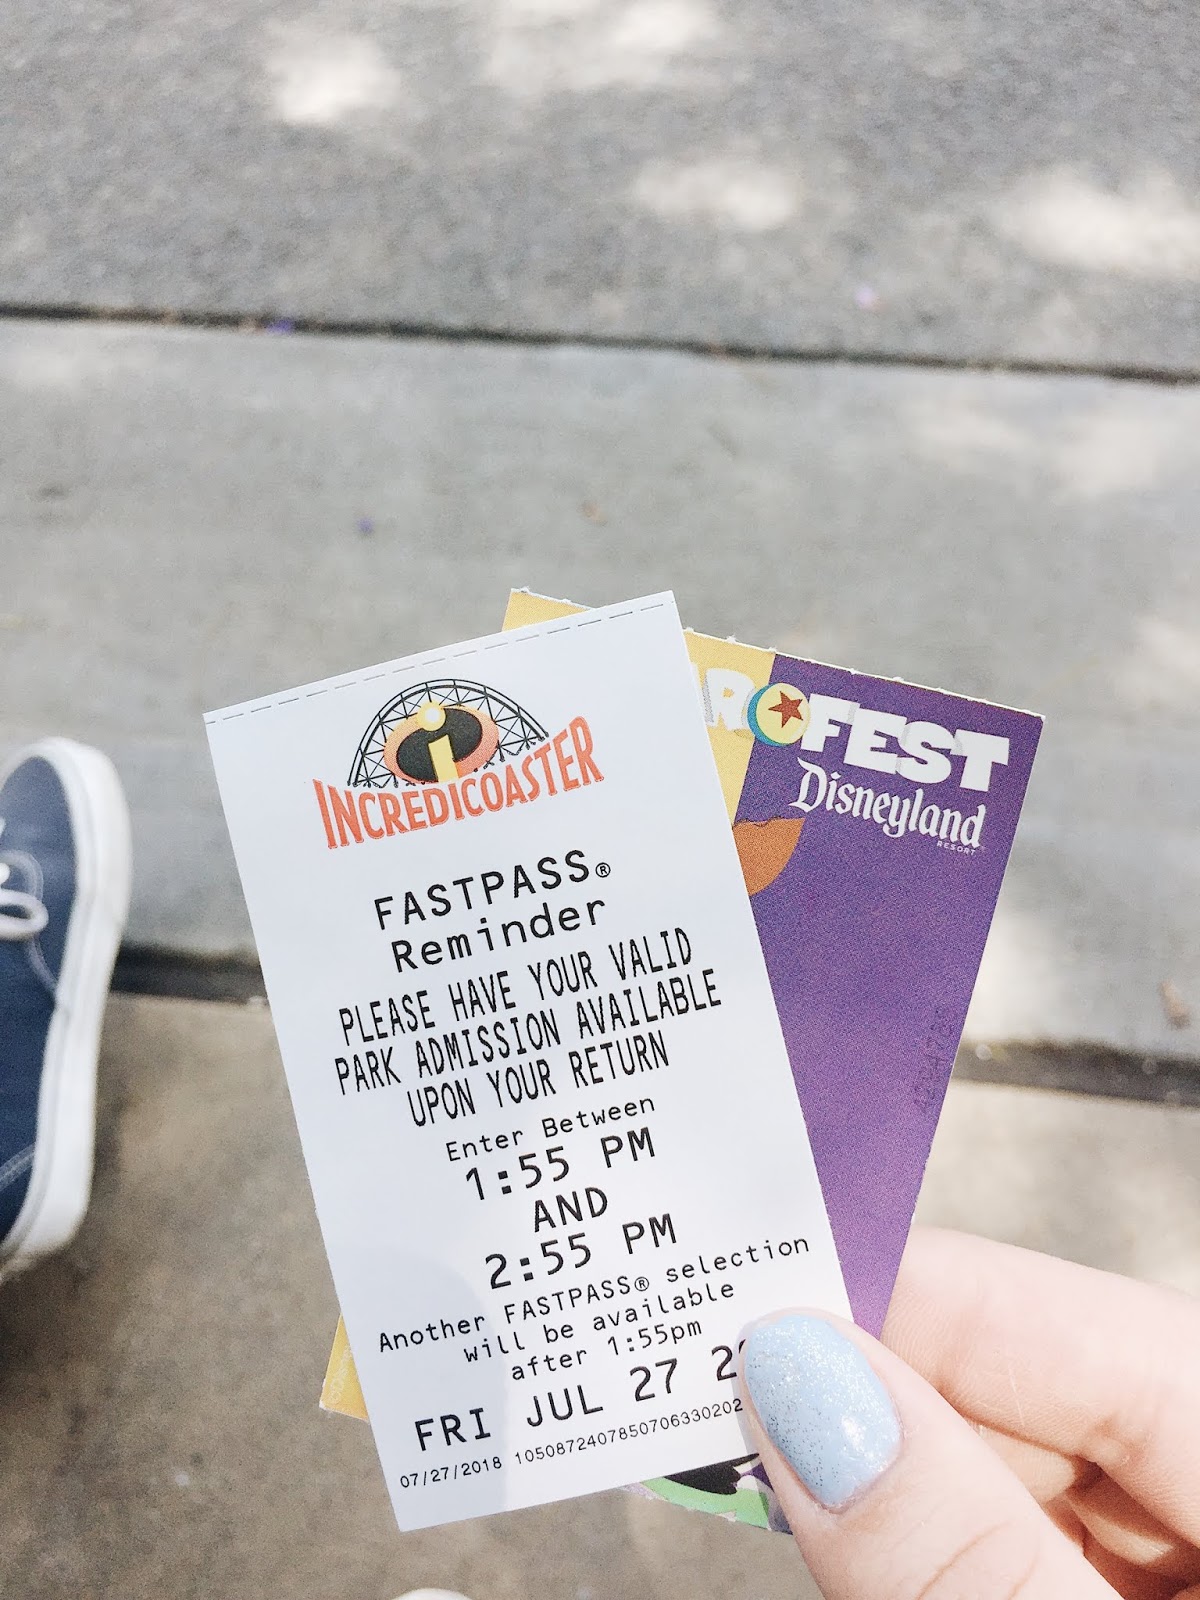 INCREDICOASTER
FASTPASS®
Reminder
PLEASE HAVE YOUR VALID
PARK ADMISSION AVAILABLE
UPON YOUR RETURN
Enter Between
1:55 PM
AND
2:55 PM
Another FASTPASS® selection
will be available
after 1:55pm
FRI JUL 27
07/27/2018 1050872407850706330202
ROFEST
Disneyland
RESORT